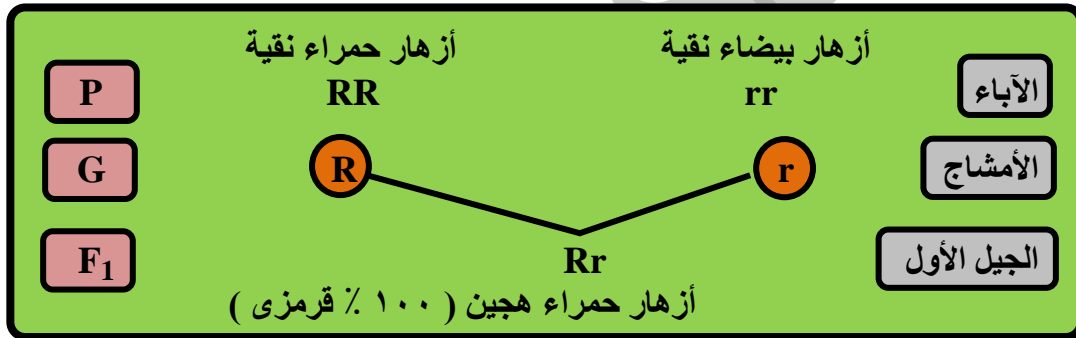 أزهار بيضاء نقية أزهار حمراء نقية
الآباء rr RR P
الأمشاج r R G
الجيل الأول Rr F1
أزهار حمراء هجين ( ١٠٠ ٪ قرمزى )